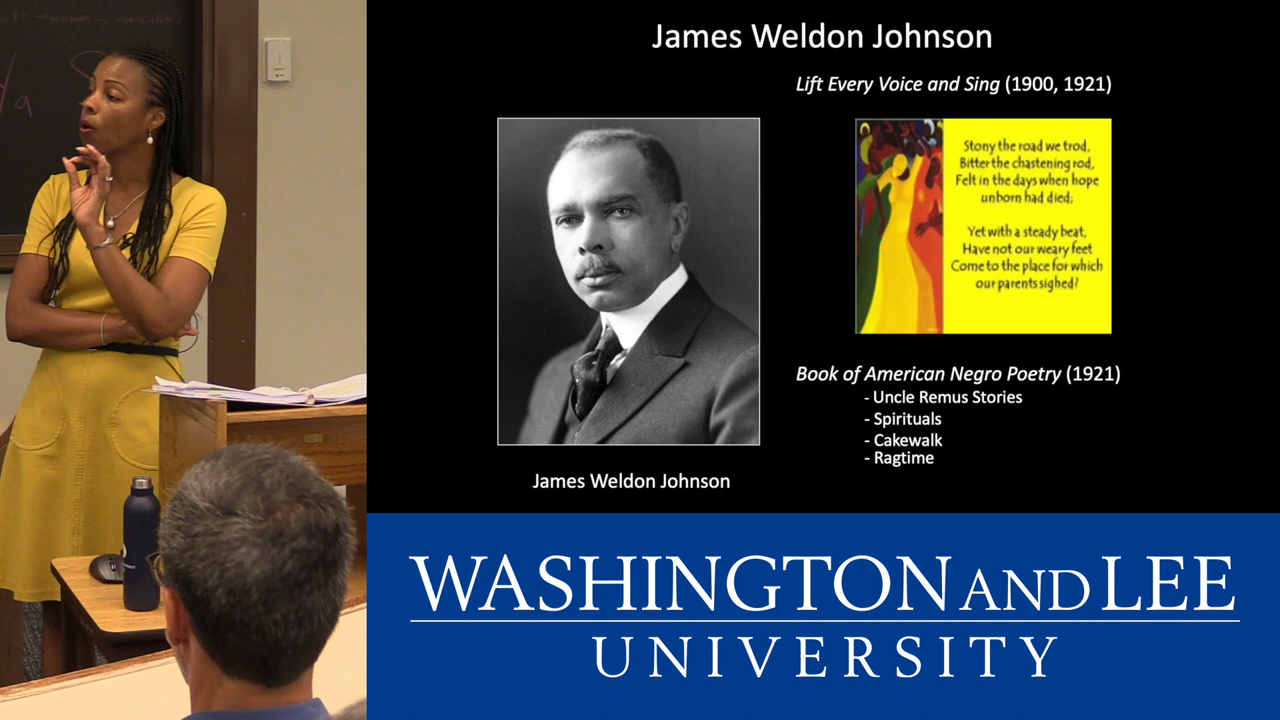 James Weldon Johnson
Lift Every Voice and Sing (1900, 1921)
Stony the road we trod,
Bitter the chastening rod,
Felt in the days when hope
unborn had died;
Yet with a steady beat,
Have not our weary feet
Come to the place for which
our parents sighed?
Book of American Negro Poetry (1921)
- Uncle Remus Stories
- Spirituals
- Cakewalk
- Ragtime
James Weldon Johnson
WASHINGTON AND LEE
UNIVERSITY